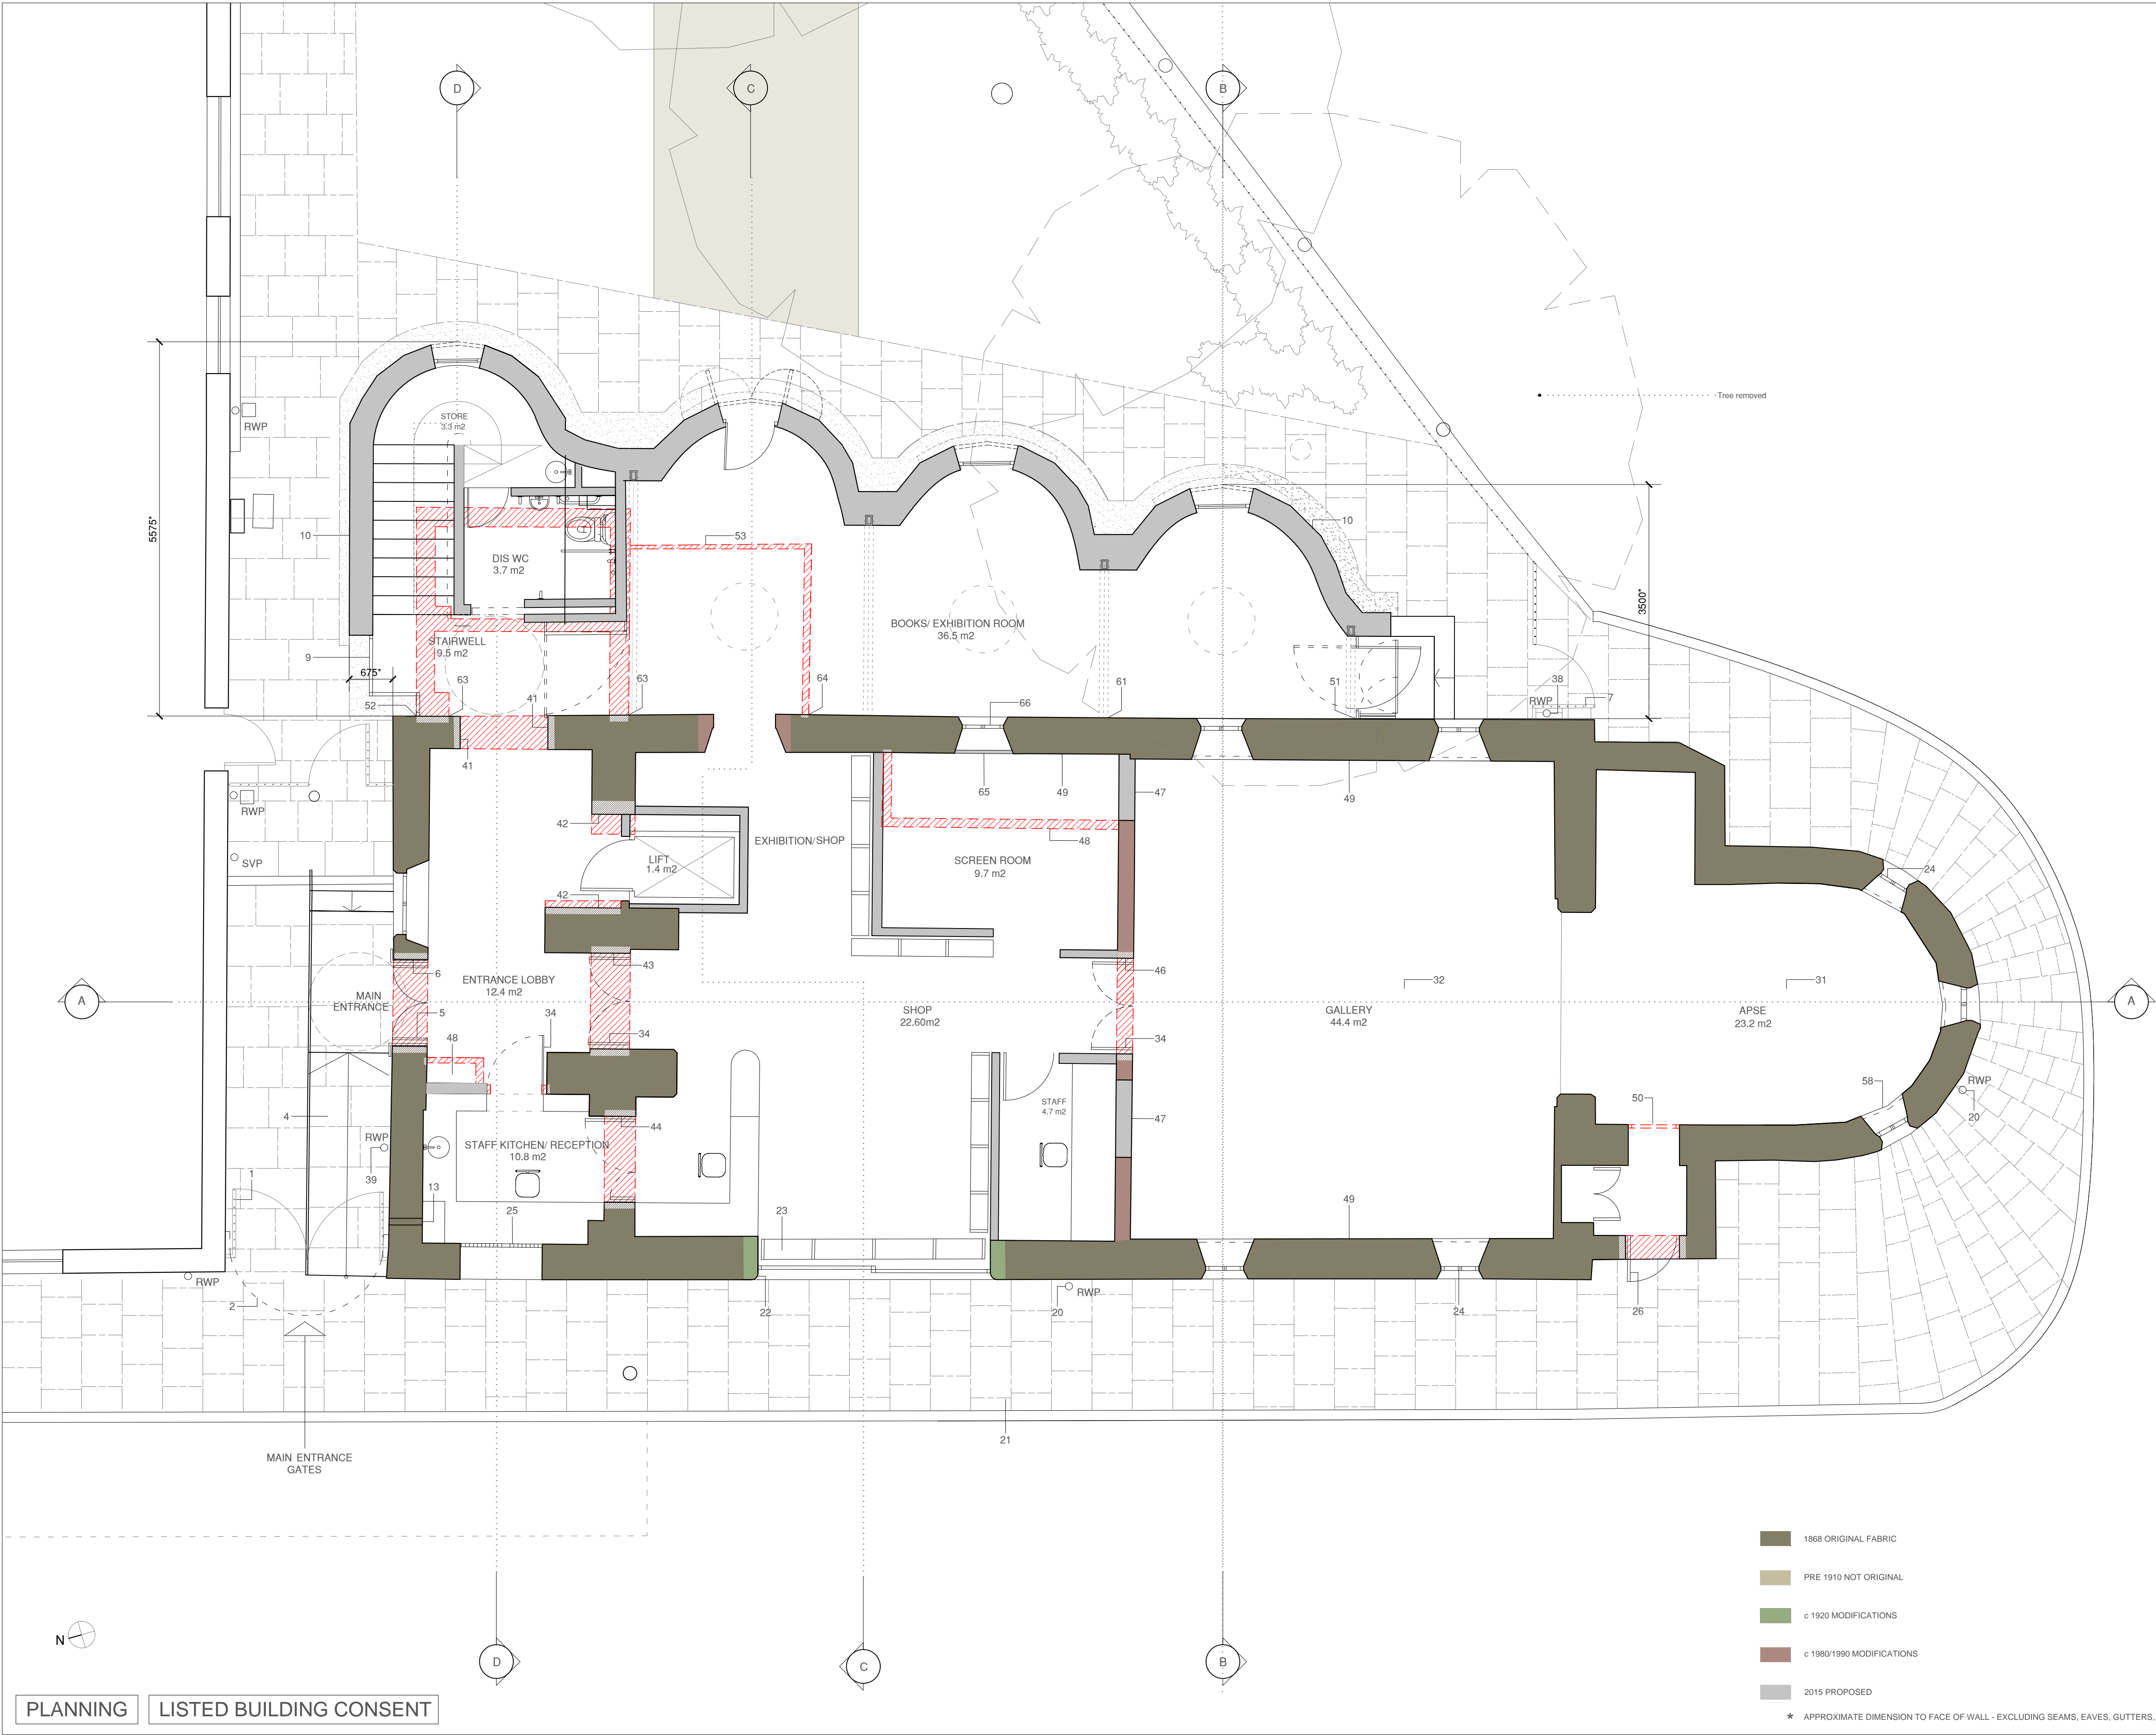 D
C
B
Tree removed
RWP
STORE
3.3 m2
5575*
10
53
10
DIS WC
3.7 m2
3500*
BOOKS/ EXHIBITION ROOM
36.5 m2
STAIRWELL
9.5 m2
9
675*
63
41
63
64
61
51
38
RWP
7
52
66
41
65
49
47
49
RWP
42
EXHIBITION/SHOP
48
SVP
LIFT
1.4 m2
SCREEN ROOM
9.7 m2
24
42
43
46
6
ENTRANCE LOBBY
12.4 m2
32
31
A
MAIN
ENTRANCE
SHOP
22.60m2
GALLERY
44.4 m2
APSE
23.2 m2
A
5
34
34
34
48
58
RWP
50
20
4
STAFF
4.7 m2
47
44
RWP
STAFF KITCHEN/ RECEPTION
10.8 m2
1
39
13
25
23
49
RWP
2
22
20
RWP
24
26
21
MAIN ENTRANCE
GATES
1868 ORIGINAL FABRIC
PRE 1910 NOT ORIGINAL
c 1920 MODIFICATIONS
N
D
C
B
c 1980/1990 MODIFICATIONS
2015 PROPOSED
PLANNING
LISTED BUILDING CONSENT
* APPROXIMATE DIMENSION TO FACE OF WALL - EXCLUDING SEAMS, EAVES, GUTTERS,